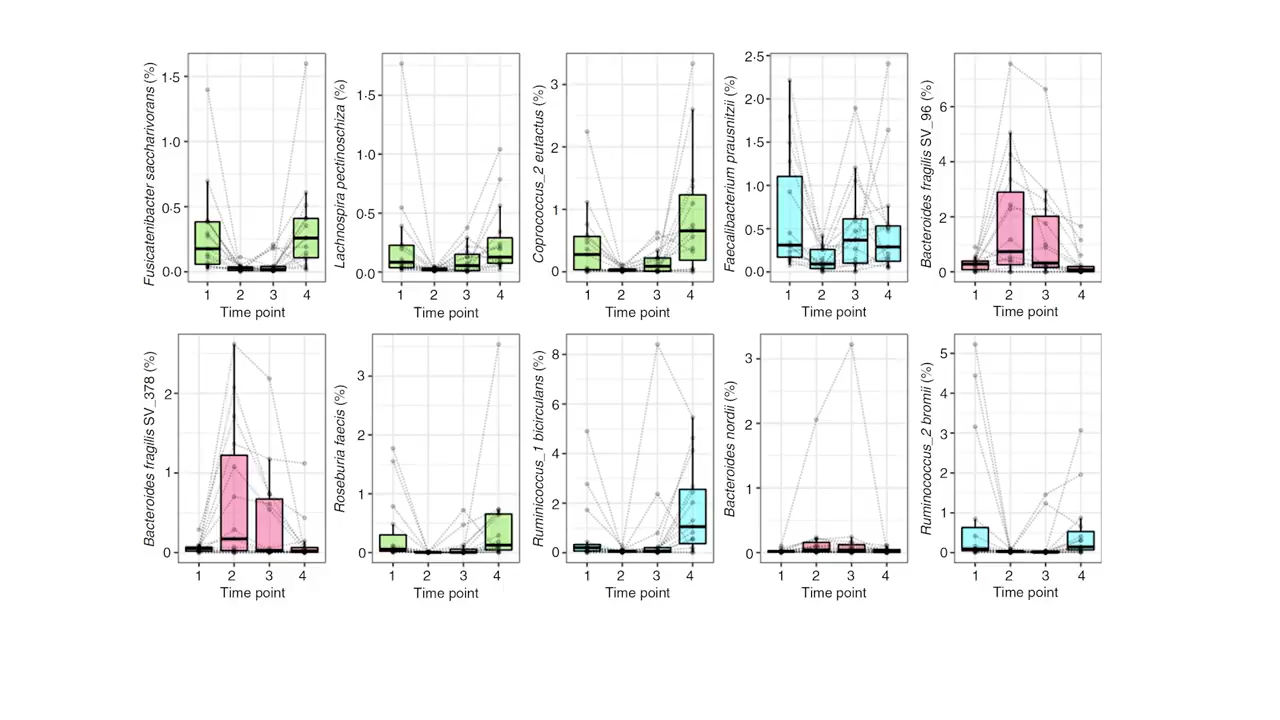 Fusicatenibacter saccharivorans (%)
1·5
1·0
0·5
0·0
1 2 3 4
Time point
Lachnospira pectinoschiza (%)
1·5
1·0
0·5
0·0
1 2 3 4
Time point
Coprococcus_2 eutactus (%)
3
2
1
0
1 2 3 4
Time point
Faecalibacterium prausnitzii (%)
2·5
2·0
1·5
1·0
0·5
0·0
1 2 3 4
Time point
Bacteroides fragilis SV_96 (%)
6
4
2
0
1 2 3 4
Time point
Bacteroides fragilis SV_378 (%)
2
1
0
1 2 3 4
Time point
Roseburia faecis (%)
3
2
1
0
1 2 3 4
Time point
Ruminicoccus_1 bicirculans (%)
8
6
4
2
0
1 2 3 4
Time point
Bacteroides nordii (%)
3
2
1
0
1 2 3 4
Time point
Ruminococcus_2 bromii (%)
5
4
3
2
1
0
1 2 3 4
Time point